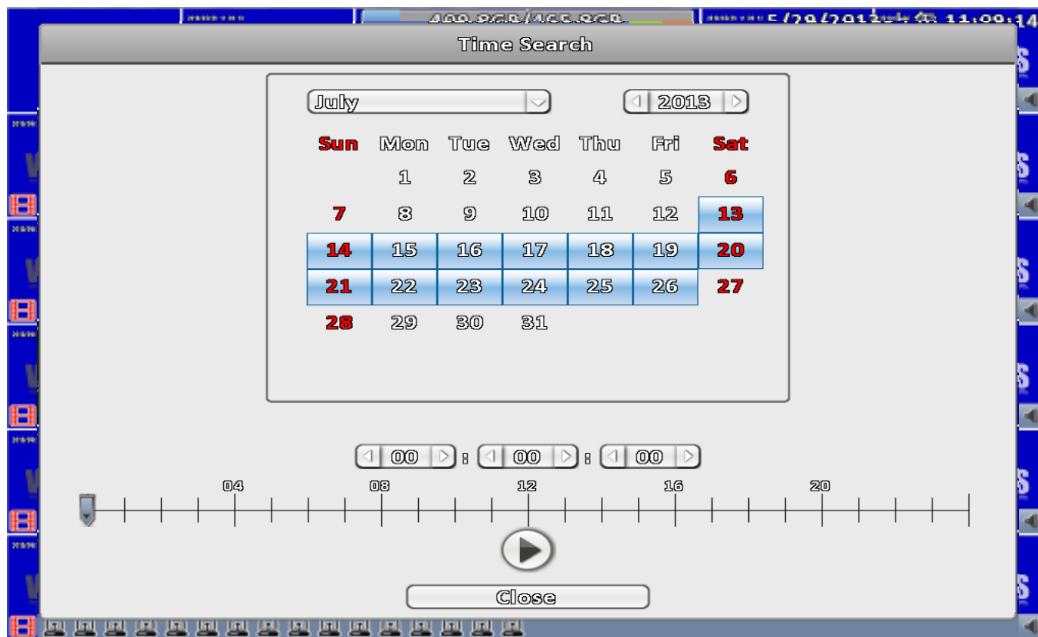 Time Search
July 2013
Sun Mon Tue Wed Thu Fri Sat
1 2 3 4 5 6
7 8 9 10 11 12 13
14 15 16 17 18 19 20
21 22 23 24 25 26 27
28 29 30 31
00 : 00 : 00
04 08 12 16 20
Close